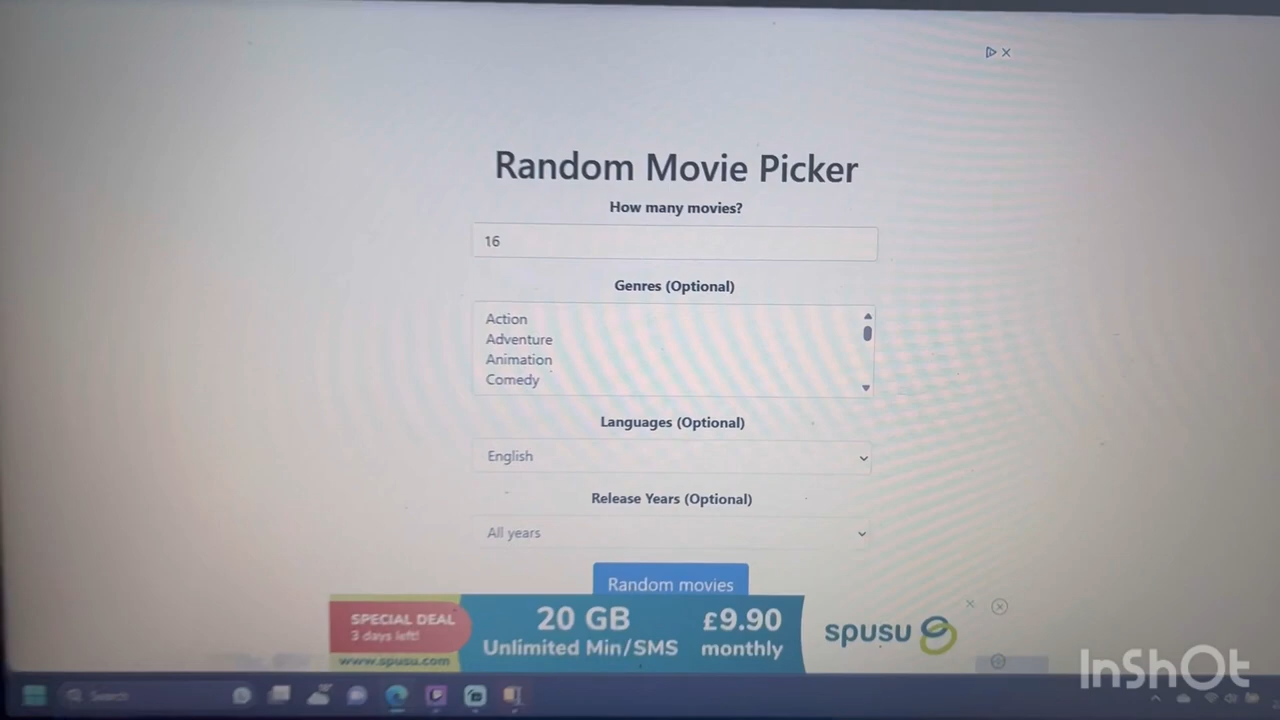 Random Movie Picker
How many movies?
16
Genres (Optional)
Action
Adventure
Animation
Comedy
Languages (Optional)
English
Release Years (Optional)
All years
Random movies
SPECIAL DEAL
3 days left!
www.spusu.com
20 GB
Unlimited Min/SMS
£9.90
monthly
spusu
Search
InShOt